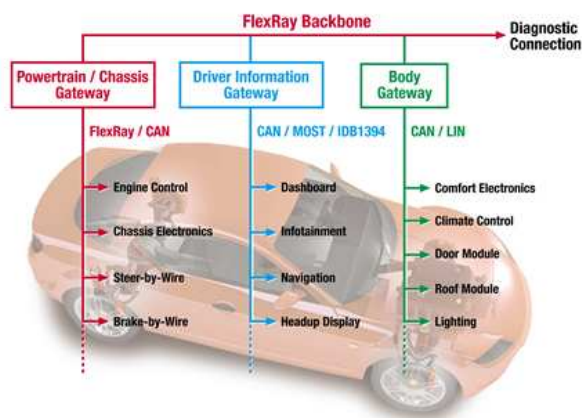 FlexRay Backbone
Diagnostic
Connection
Powertrain / Chassis
Gateway
Driver Information
Gateway
Body
Gateway
FlexRay / CAN
CAN / MOST / IDB1394
CAN / LIN
Engine Control
Chassis Electronics
Steer-by-Wire
Brake-by-Wire
Dashboard
Infotainment
Navigation
Headup Display
Comfort Electronics
Climate Control
Door Module
Roof Module
Lighting